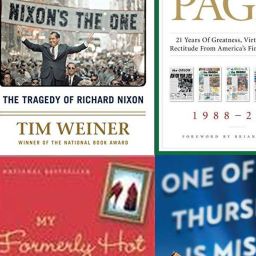 NIXON'S THE ONE
THE TRAGEDY OF RICHARD NIXON
TIM WEINER
WINNER OF THE NATIONAL BOOK AWARD
PAG
21 Years Of Greatness, Virt
Rectitude From America's Fin
1988-2
FOREWORD BY BRIAN
NATIONAL BESTSELLER
MY
Formerly Hot
ONE OF
THURS
IS MIS